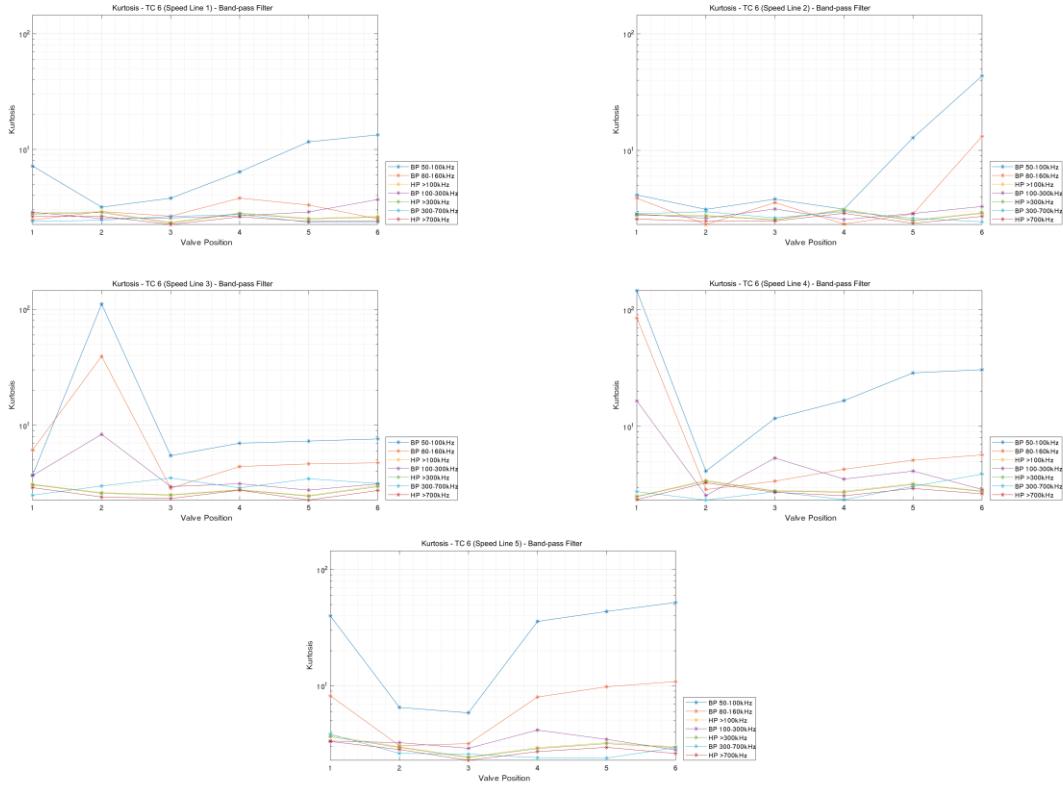 Kurtosis - TC 6 (Speed Line 1) - Band-pass Filter
10^2
10^1
Kurtosis
1 2 3 4 5 6
Valve Position
BP 50-100kHz
BP 80-160kHz
HP >100kHz
BP 100-300kHz
HP >300kHz
BP 300-700kHz
HP >700kHz
Kurtosis - TC 6 (Speed Line 2) - Band-pass Filter
10^2
10^1
Kurtosis
1 2 3 4 5 6
Valve Position
BP 50-100kHz
BP 80-160kHz
HP >100kHz
BP 100-300kHz
HP >300kHz
BP 300-700kHz
HP >700kHz
Kurtosis - TC 6 (Speed Line 3) - Band-pass Filter
10^2
10^1
Kurtosis
1 2 3 4 5 6
Valve Position
BP 50-100kHz
BP 80-160kHz
HP >100kHz
BP 100-300kHz
HP >300kHz
BP 300-700kHz
HP >700kHz
Kurtosis - TC 6 (Speed Line 4) - Band-pass Filter
10^2
10^1
Kurtosis
1 2 3 4 5 6
Valve Position
BP 50-100kHz
BP 80-160kHz
HP >100kHz
BP 100-300kHz
HP >300kHz
BP 300-700kHz
HP >700kHz
Kurtosis - TC 6 (Speed Line 5) - Band-pass Filter
10^2
10^1
Kurtosis
1 2 3 4 5 6
Valve Position
BP 50-100kHz
BP 80-160kHz
HP >100kHz
BP 100-300kHz
HP >300kHz
BP 300-700kHz
HP >700kHz